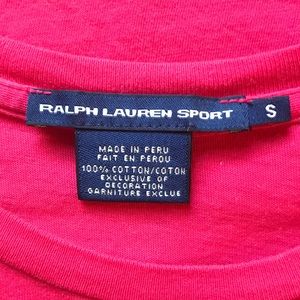 RALPH LAUREN SPORT
S
MADE IN PERU
FAIT EN PEROU
100% COTTON/COTON
EXCLUSIVE OF
DECORATION
GARNITURE EXCLUE